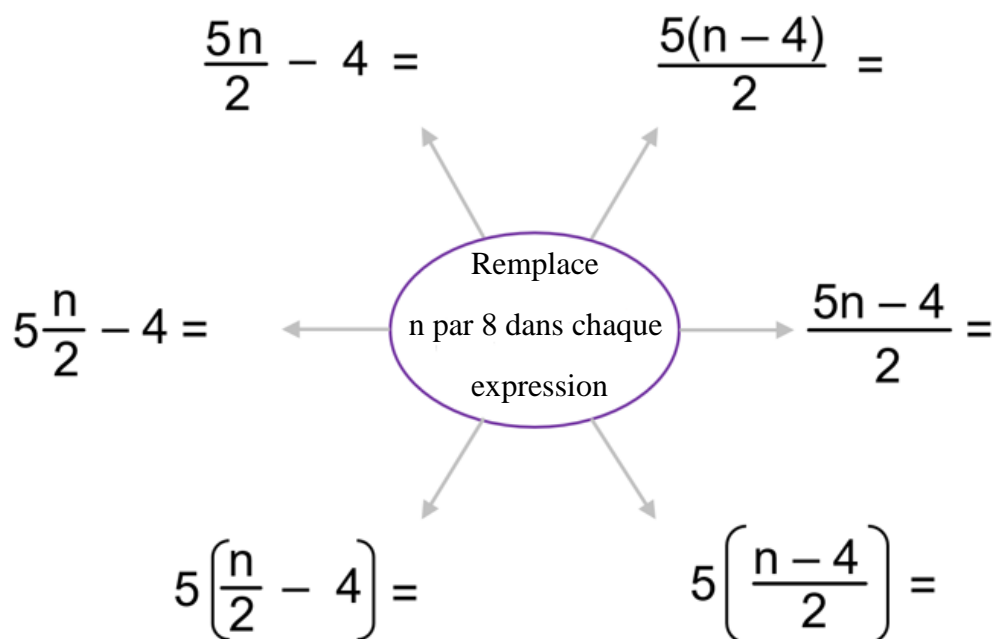 5n/2 – 4 =
5(n – 4)/2 =
Remplace
n par 8 dans chaque
expression
5 n/2 – 4 =
5n – 4/2 =
5(n/2 – 4) =
5(n – 4/2) =